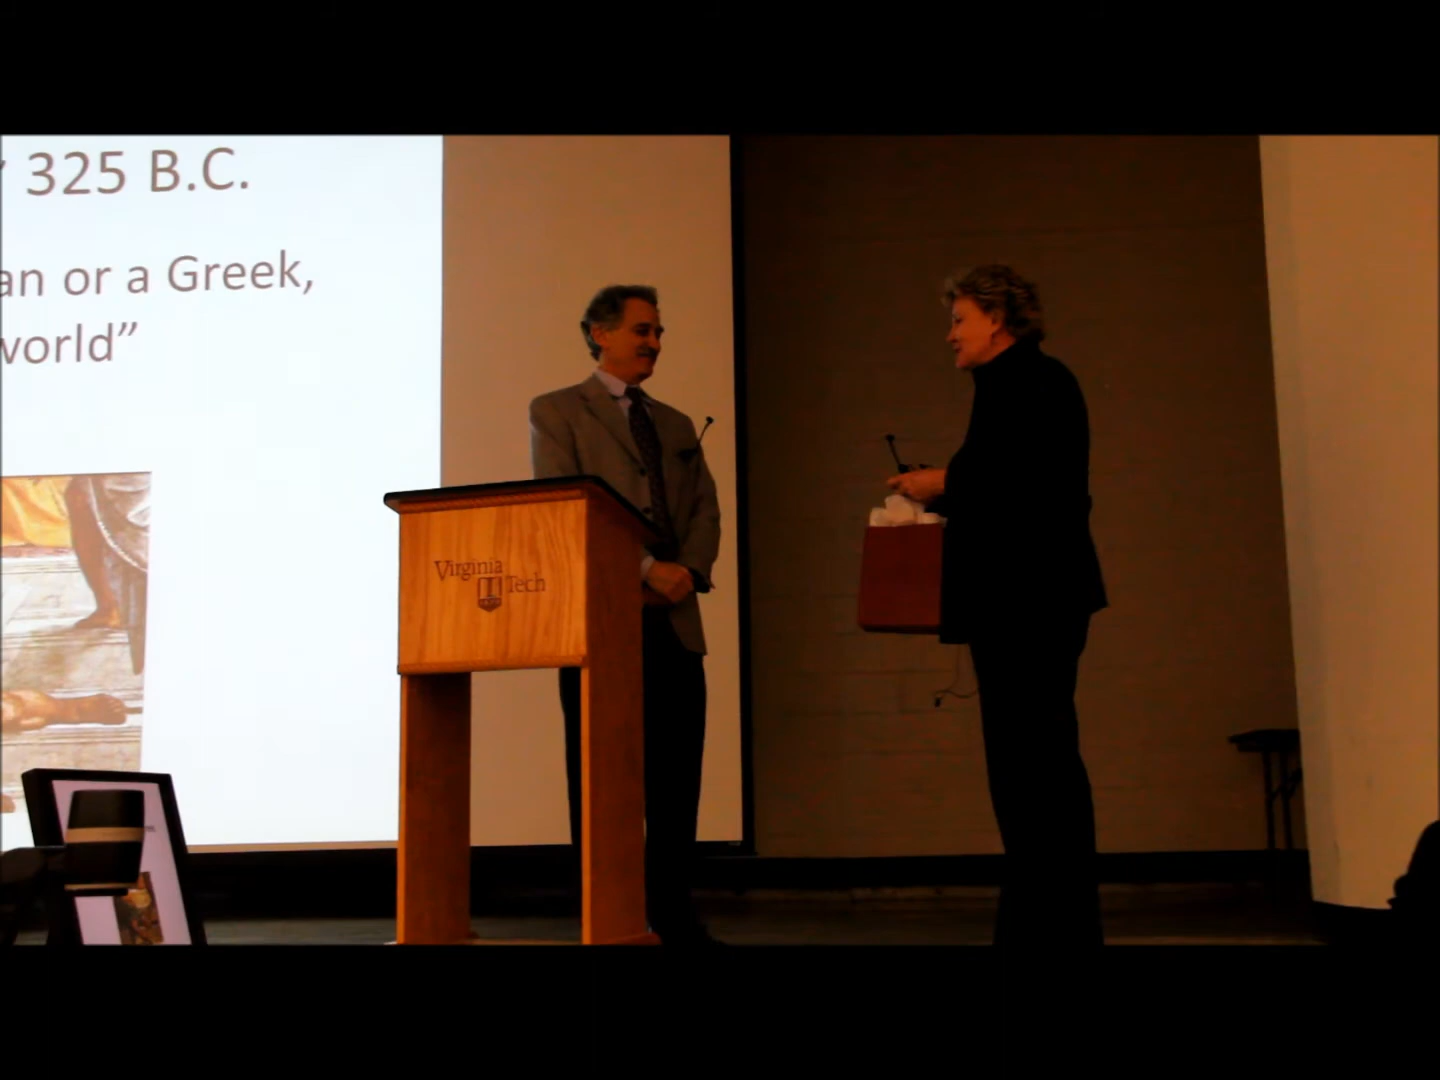 325 B.C.
an or a Greek,
world”
Virginia
Tech